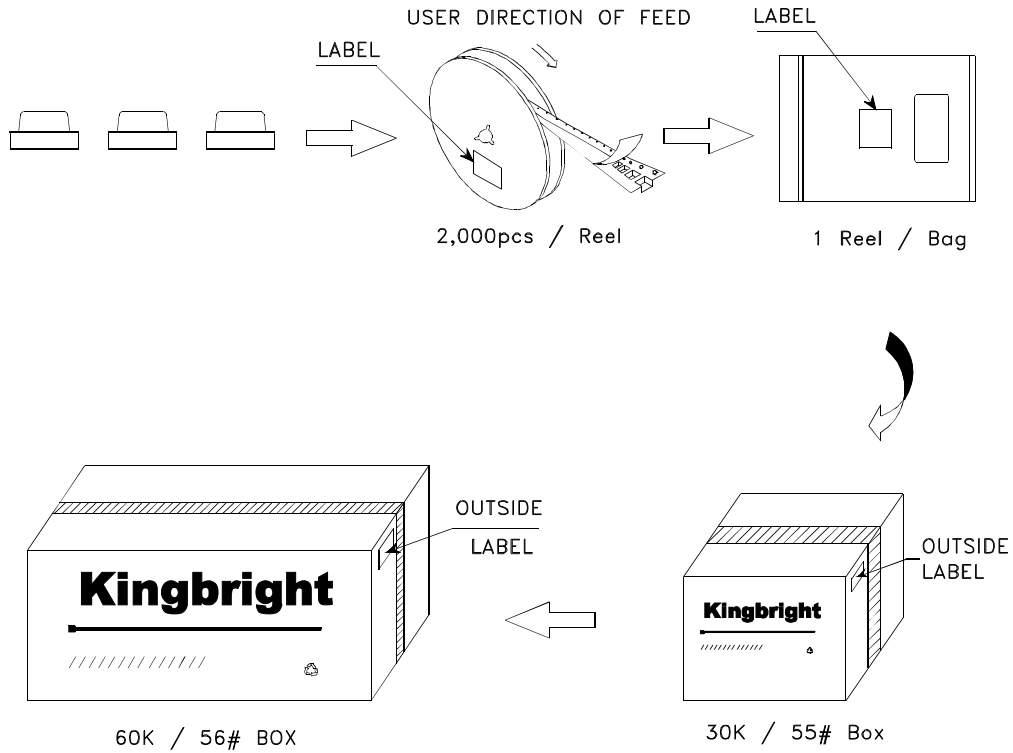 USER DIRECTION OF FEED
LABEL
LABEL
2,000pcs / Reel
1 Reel / Bag
OUTSIDE
LABEL
Kingbright
60K / 56# BOX
OUTSIDE
LABEL
Kingbright
30K / 55# Box